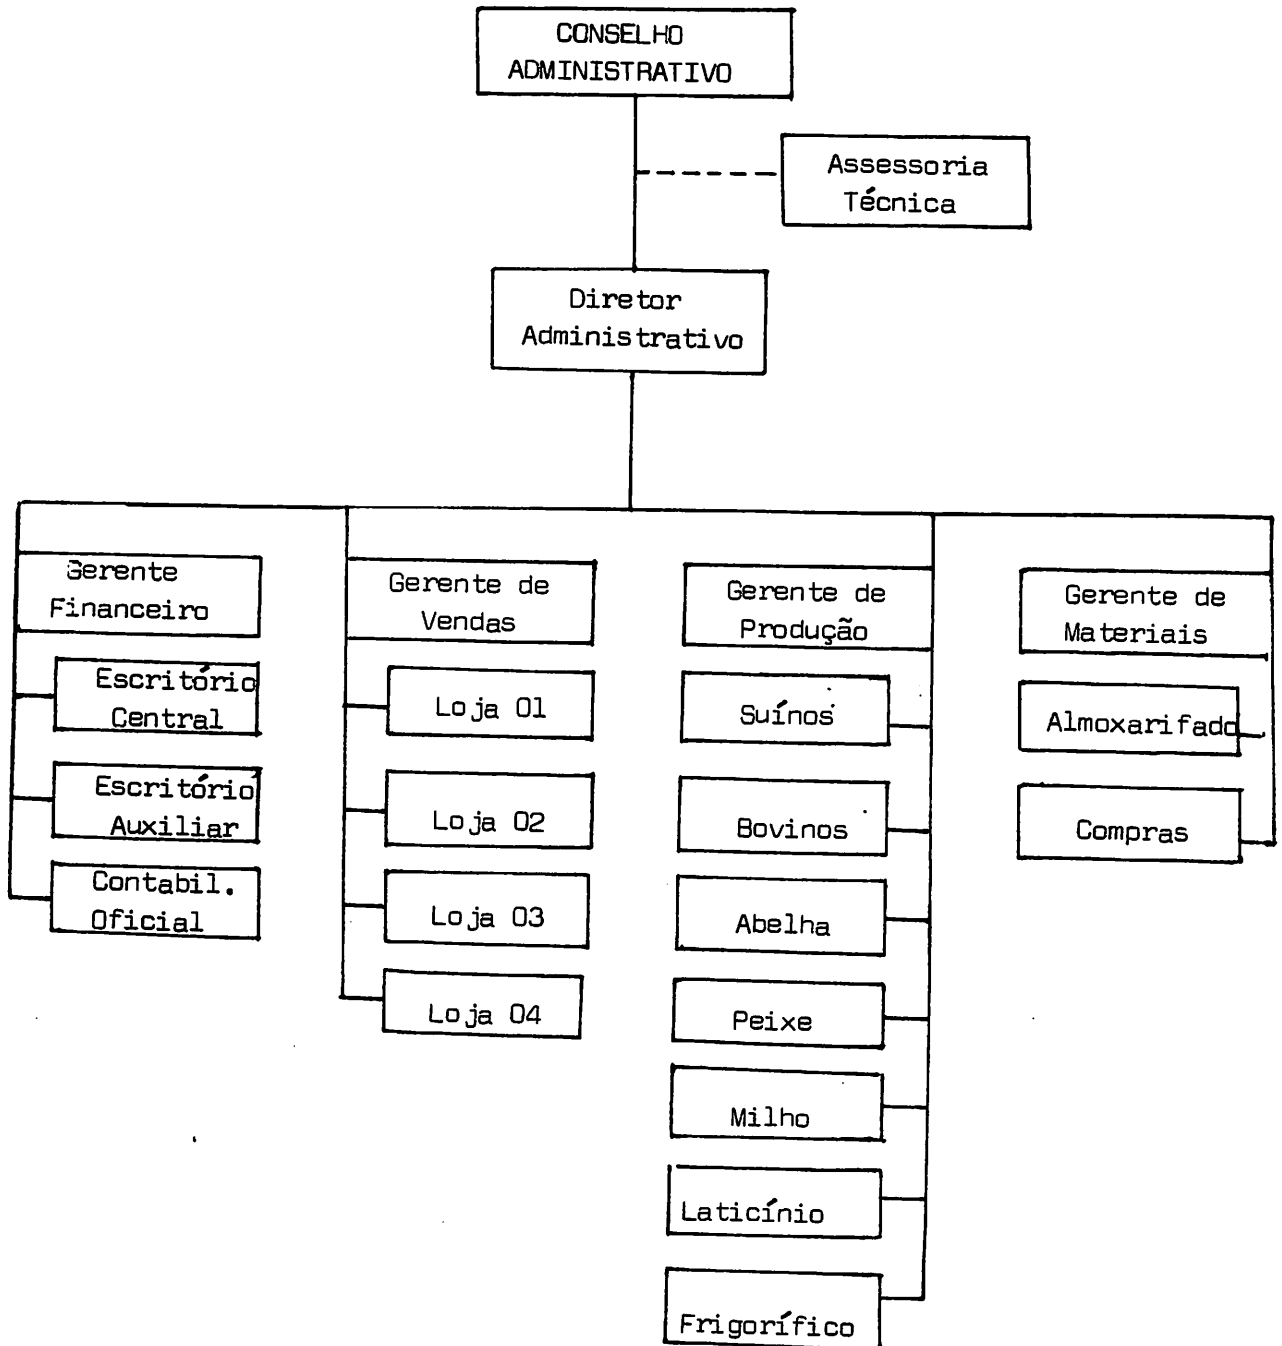 CONSELHO
ADMINISTRATIVO
Assessoria
Técnica
Diretor
Administrativo
Gerente
Financeiro
Escritório
Central
Escritório
Auxiliar
Contabil.
Oficial
Gerente de
Vendas
Loja 01
Loja 02
Loja 03
Loja 04
Gerente de
Produção
Suínos
Bovinos
Abelha
Peixe
Milho
Laticínio
Frigorífico
Gerente de
Materiais
Almoxarifado
Compras